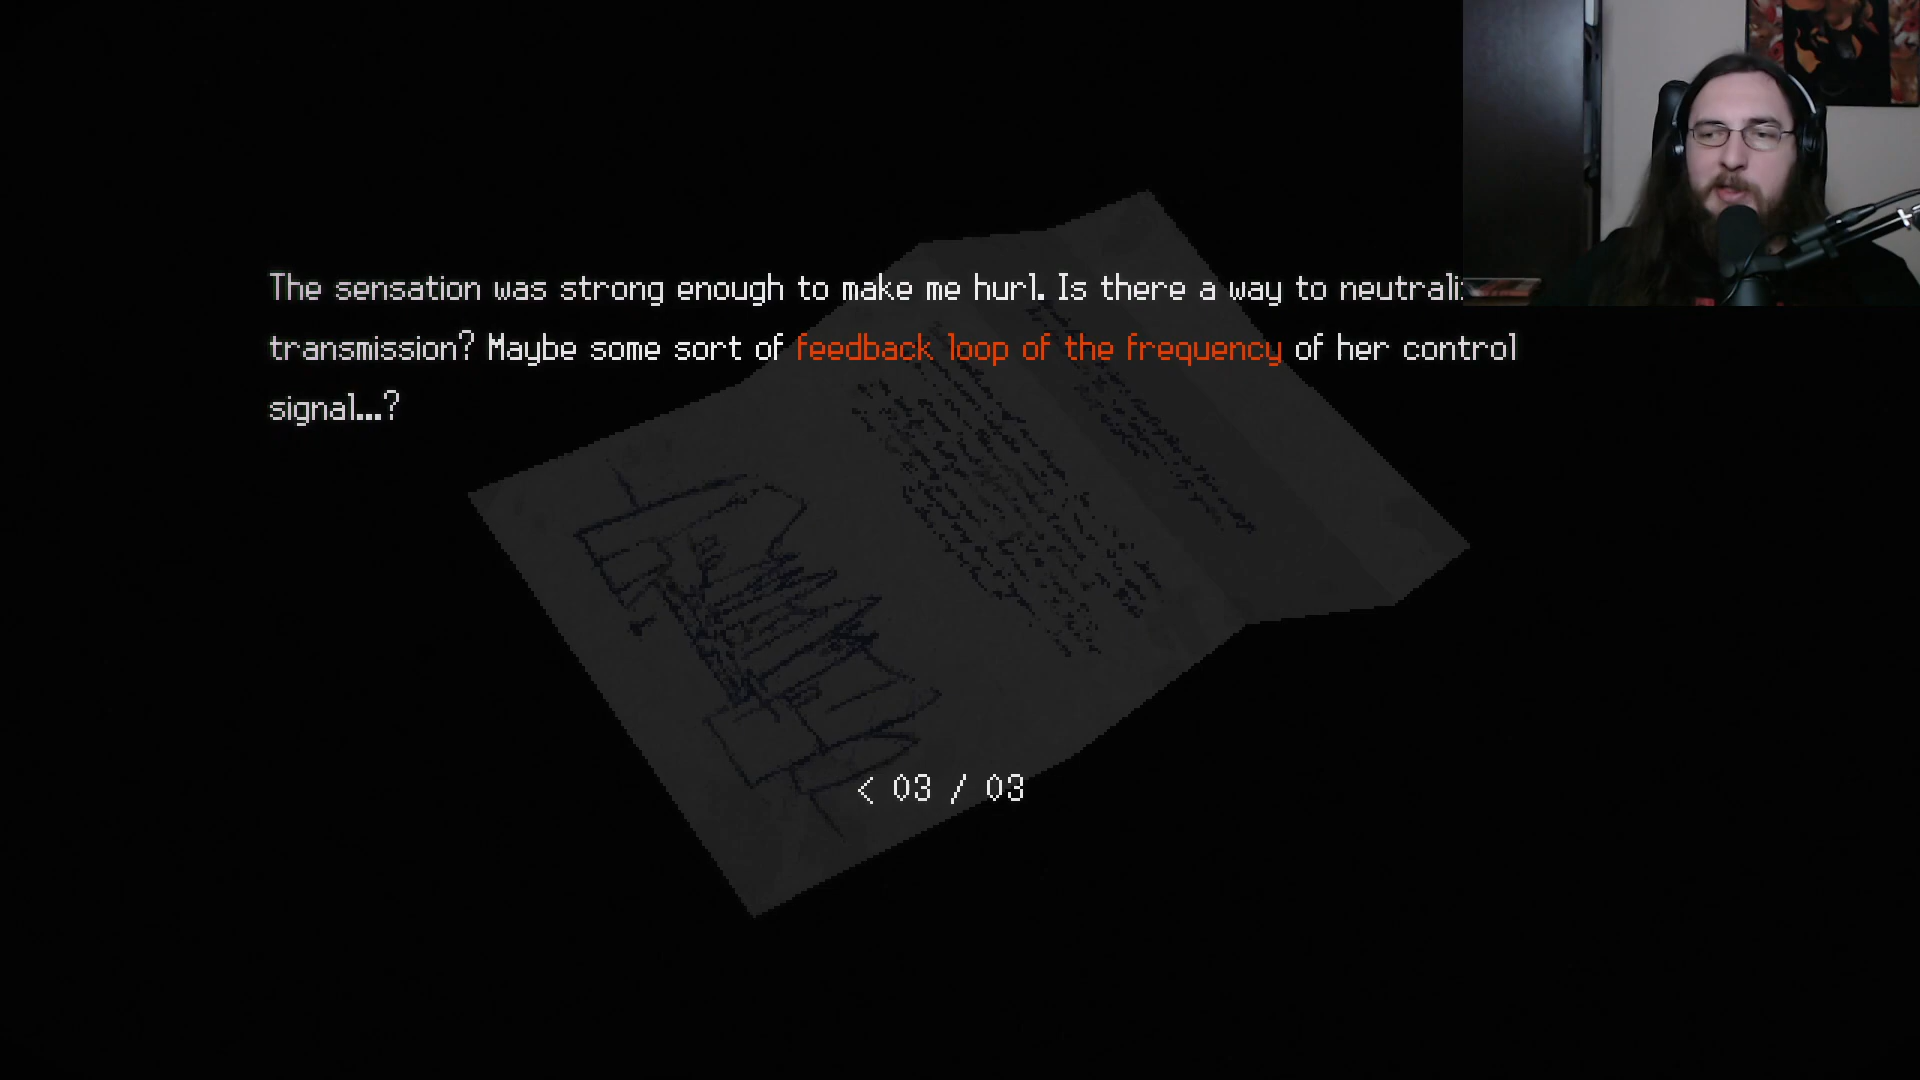 The sensation was strong enough to make me hurl. Is there a way to
transmission? Maybe some sort of feedback loop of the frequency of her control
signal...?
< 03 / 03